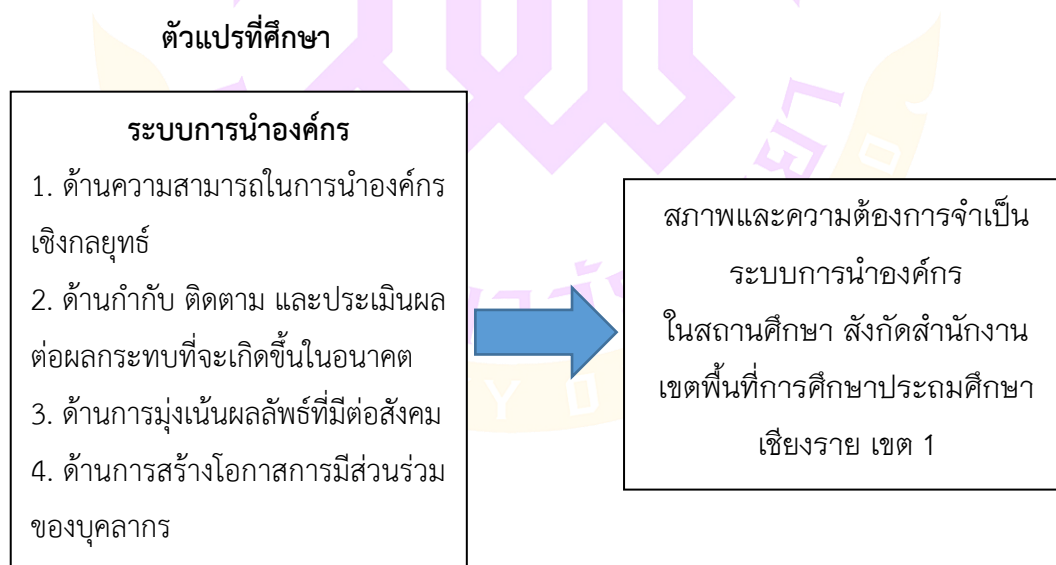 ตัวแปรที่ศึกษา
ระบบการนำองค์กร
1. ด้านความสามารถในการนำองค์กร
เชิงกลยุทธ์
2. ด้านกำกับ ติดตาม และประเมินผล
ต่อผลกระทบที่จะเกิดขึ้นในอนาคต
3. ด้านการมุ่งเน้นผลลัพธ์ที่มีต่อสังคม
4. ด้านการสร้างโอกาสการมีส่วนร่วม
ของบุคลากร
สภาพและความต้องการจำเป็น
ระบบการนำองค์กร
ในสถานศึกษา สังกัดสำนักงาน
เขตพื้นที่การศึกษาประถมศึกษา
เชียงราย เขต 1